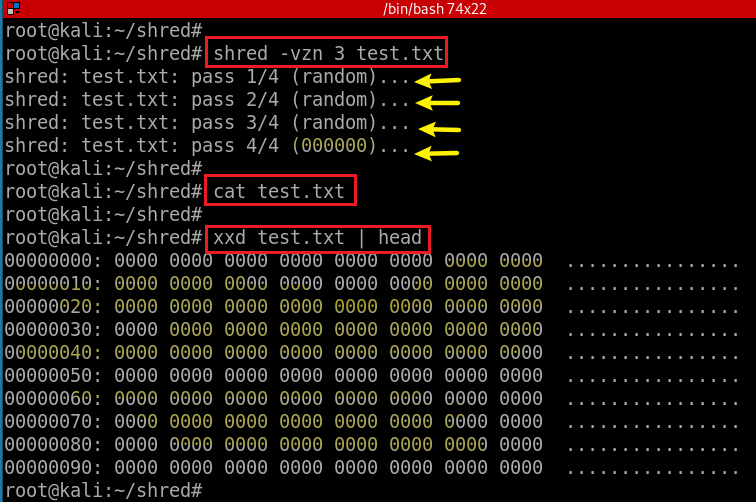 /bin/bash 74x22
root@kali:~/shred#
root@kali:~/shred# shred -vzn 3 test.txt
shred: test.txt: pass 1/4 (random)...
shred: test.txt: pass 2/4 (random)...
shred: test.txt: pass 3/4 (random)...
shred: test.txt: pass 4/4 (000000)...
root@kali:~/shred#
root@kali:~/shred# cat test.txt
root@kali:~/shred#
root@kali:~/shred# xxd test.txt | head
00000000: 0000 0000 0000 0000 0000 0000 0000 0000  ................
00000010: 0000 0000 0000 0000 0000 0000 0000 0000  ................
00000020: 0000 0000 0000 0000 0000 0000 0000 0000  ................
00000030: 0000 0000 0000 0000 0000 0000 0000 0000  ................
00000040: 0000 0000 0000 0000 0000 0000 0000 0000  ................
00000050: 0000 0000 0000 0000 0000 0000 0000 0000  ................
00000060: 0000 0000 0000 0000 0000 0000 0000 0000  ................
00000070: 0000 0000 0000 0000 0000 0000 0000 0000  ................
00000080: 0000 0000 0000 0000 0000 0000 0000 0000  ................
00000090: 0000 0000 0000 0000 0000 0000 0000 0000  ................
root@kali:~/shred#